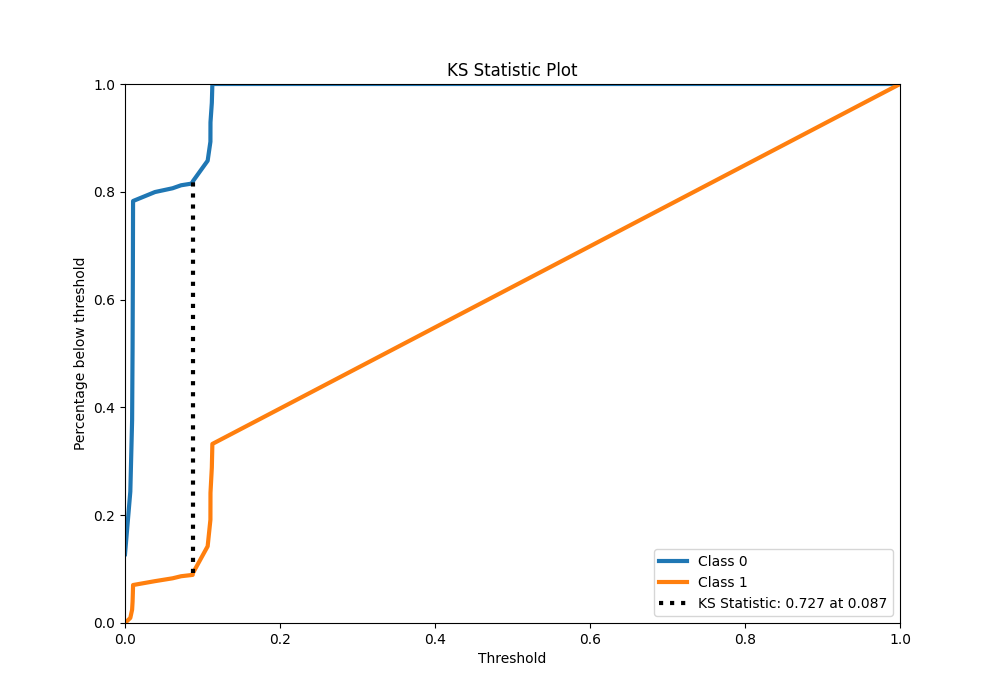 KS Statistic Plot
1.0
0.8
0.6
0.4
0.2
0.0
Percentage below threshold
0.0 0.2 0.4 0.6 0.8 1.0
Threshold
Class 0
Class 1
KS Statistic: 0.727 at 0.087